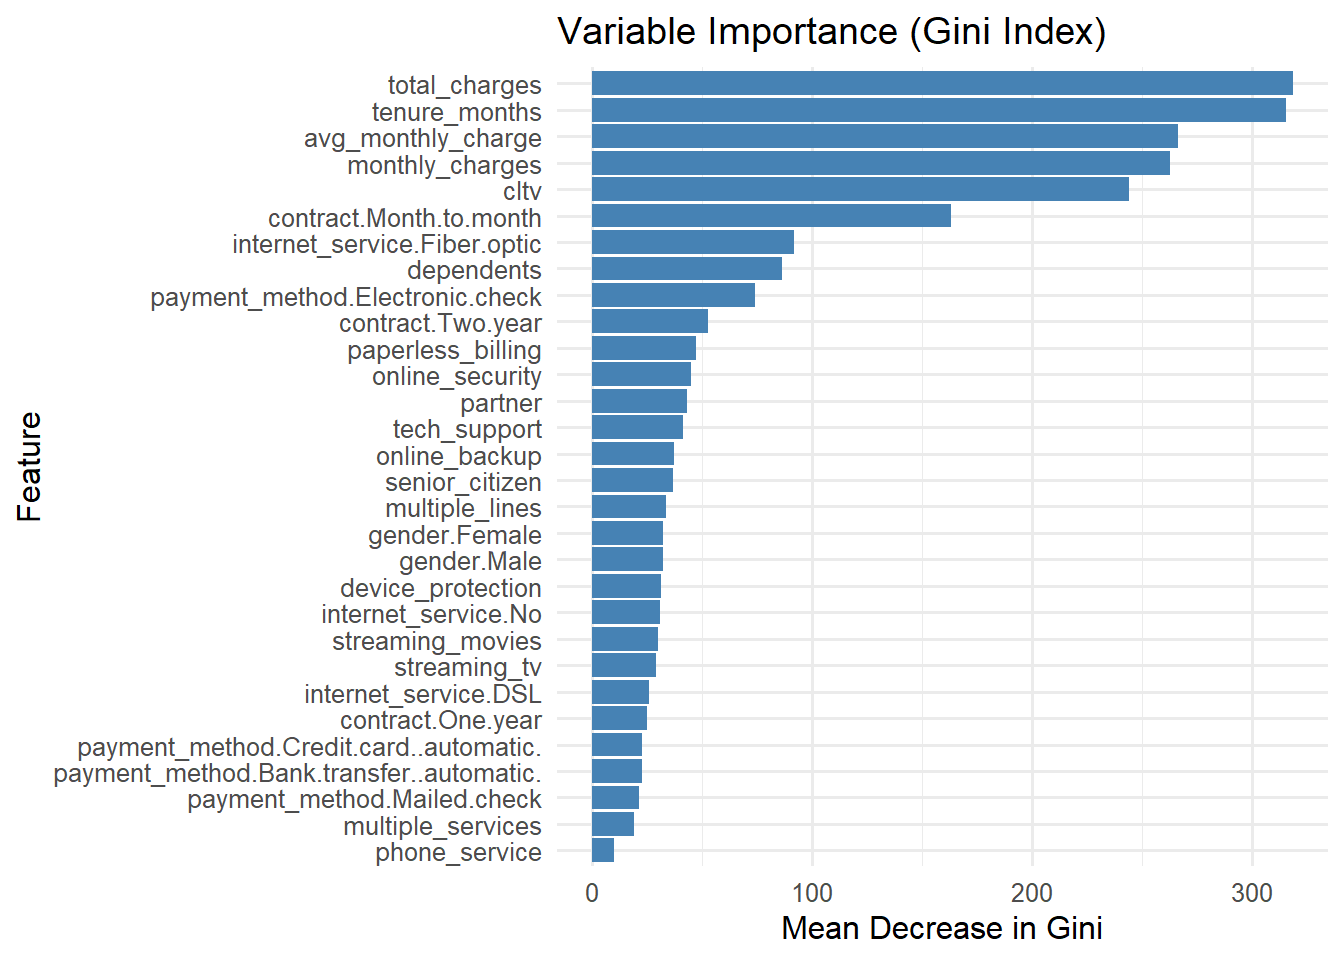 Variable Importance (Gini Index)
total_charges
tenure_months
avg_monthly_charge
monthly_charges
cltv
contract.Month.to.month
internet_service.Fiber.optic
dependents
payment_method.Electronic.check
contract.Two.year
paperless_billing
online_security
partner
tech_support
online_backup
senior_citizen
multiple_lines
gender.Female
gender.Male
device_protection
internet_service.No
streaming_movies
streaming_tv
internet_service.DSL
contract.One.year
payment_method.Credit.card..automatic.
payment_method.Bank.transfer..automatic.
payment_method.Mailed.check
multiple_services
phone_service
Feature
0 100 200 300
Mean Decrease in Gini